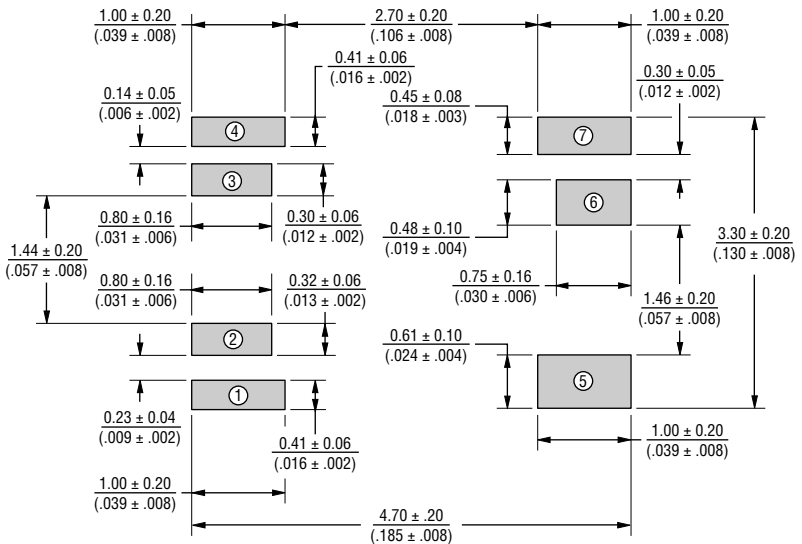 1.00 ± 0.20
(.039 ± .008)
2.70 ± 0.20
(.106 ± .008)
1.00 ± 0.20
(.039 ± .008)
0.41 ± 0.06
(.016 ± .002)
0.30 ± 0.05
(.012 ± .002)
0.14 ± 0.05
(.006 ± .002)
0.45 ± 0.08
(.018 ± .003)
4
7
3
6
0.80 ± 0.16
(.031 ± .006)
0.30 ± 0.06
(.012 ± .002)
0.48 ± 0.10
(.019 ± .004)
3.30 ± 0.20
(.130 ± .008)
1.44 ± 0.20
(.057 ± .008)
0.80 ± 0.16
(.031 ± .006)
0.32 ± 0.06
(.013 ± .002)
0.75 ± 0.16
(.030 ± .006)
1.46 ± 0.20
(.057 ± .008)
2
0.61 ± 0.10
(.024 ± .004)
5
1
0.23 ± 0.04
(.009 ± .002)
0.41 ± 0.06
(.016 ± .002)
1.00 ± 0.20
(.039 ± .008)
1.00 ± 0.20
(.039 ± .008)
4.70 ± .20
(.185 ± .008)